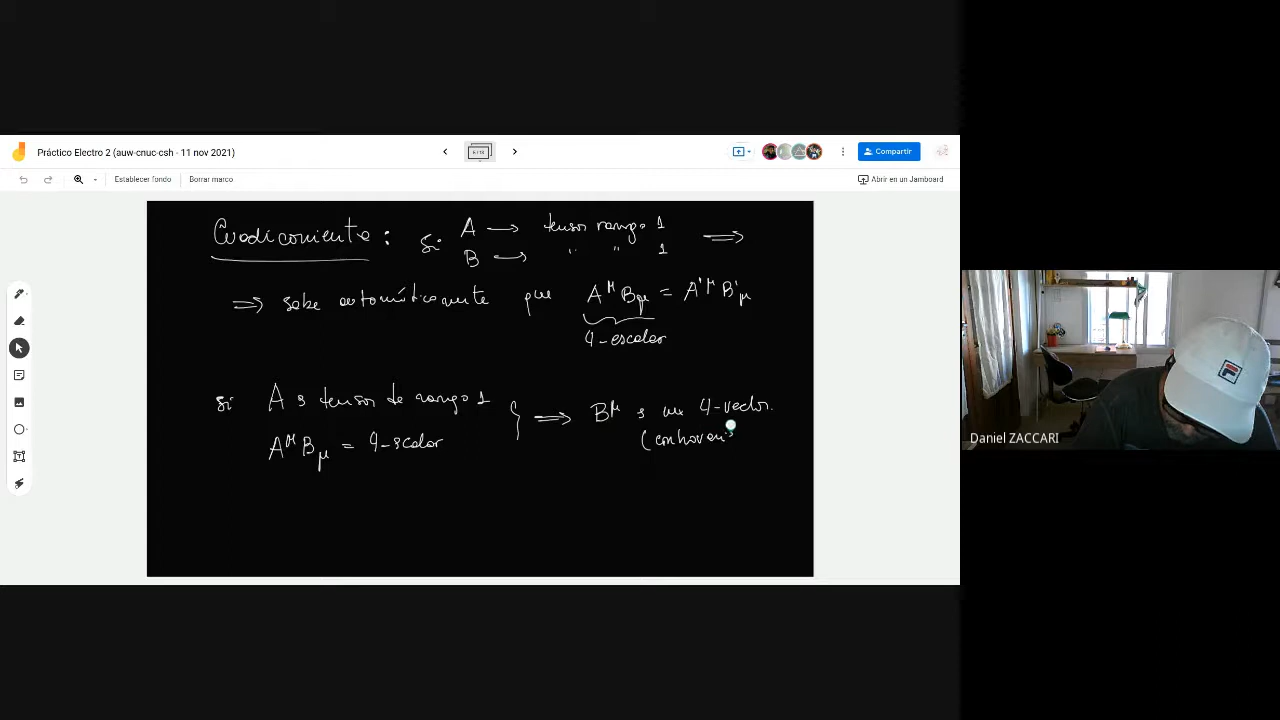 Práctico Electro 2 (auw-cnuc-csh - 11 nov 2021)
Compartir
Establecer fondo
Borrar marco
Abrir en un Jamboard
Cuadricorriente : si A → tensor rango 1 ⟹
B → " " 1
⟹ sabe automáticamente que A^μ B_μ = A'^μ B'_μ
4-escalar
si A es tensor de rango 1
A^μ B_μ = 4-escalar
} ⟹ B^μ es un 4-vector.
Daniel ZACCARI